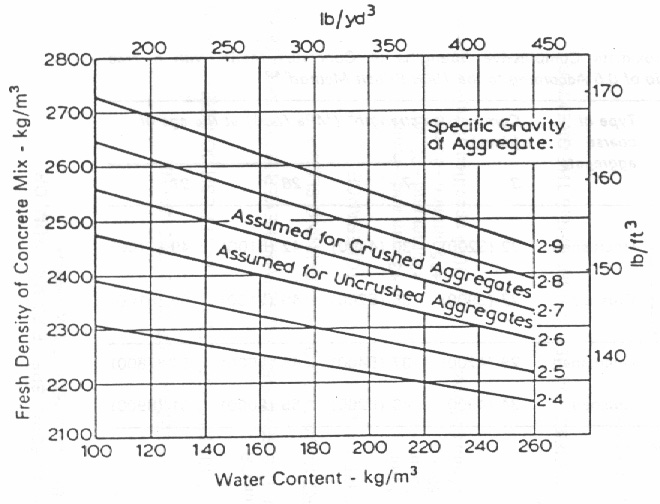 lb/yd³
200 250 300 350 400 450
2800
2700
2600
2500
2400
2300
2200
2100
Fresh Density of Concrete Mix - kg/m³
Specific Gravity
of Aggregate:
Assumed for Crushed Aggregates
Assumed for Uncrushed Aggregates
2·9
2·8
2·7
2·6
2·5
2·4
170
160
150
140
lb/ft³
100 120 140 160 180 200 220 240 260
Water Content - kg/m³